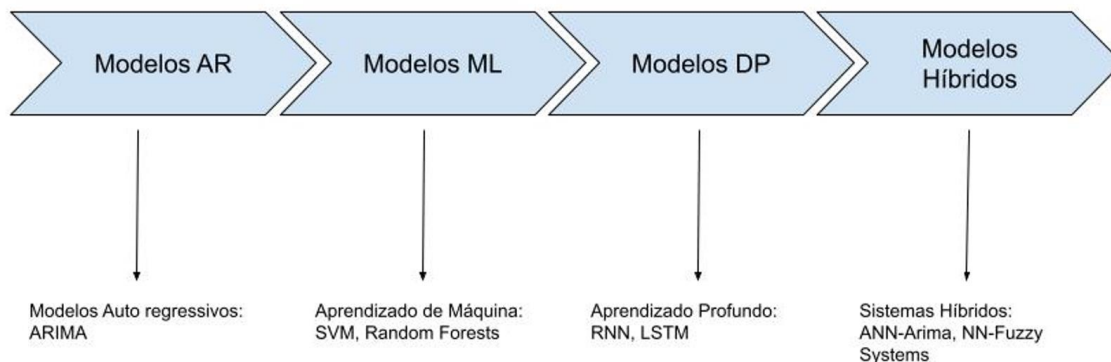 Modelos AR
Modelos ML
Modelos DP
Modelos
Híbridos
Modelos Auto regressivos:
ARIMA
Aprendizado de Máquina:
SVM, Random Forests
Aprendizado Profundo:
RNN, LSTM
Sistemas Híbridos:
ANN-Arima, NN-Fuzzy
Systems